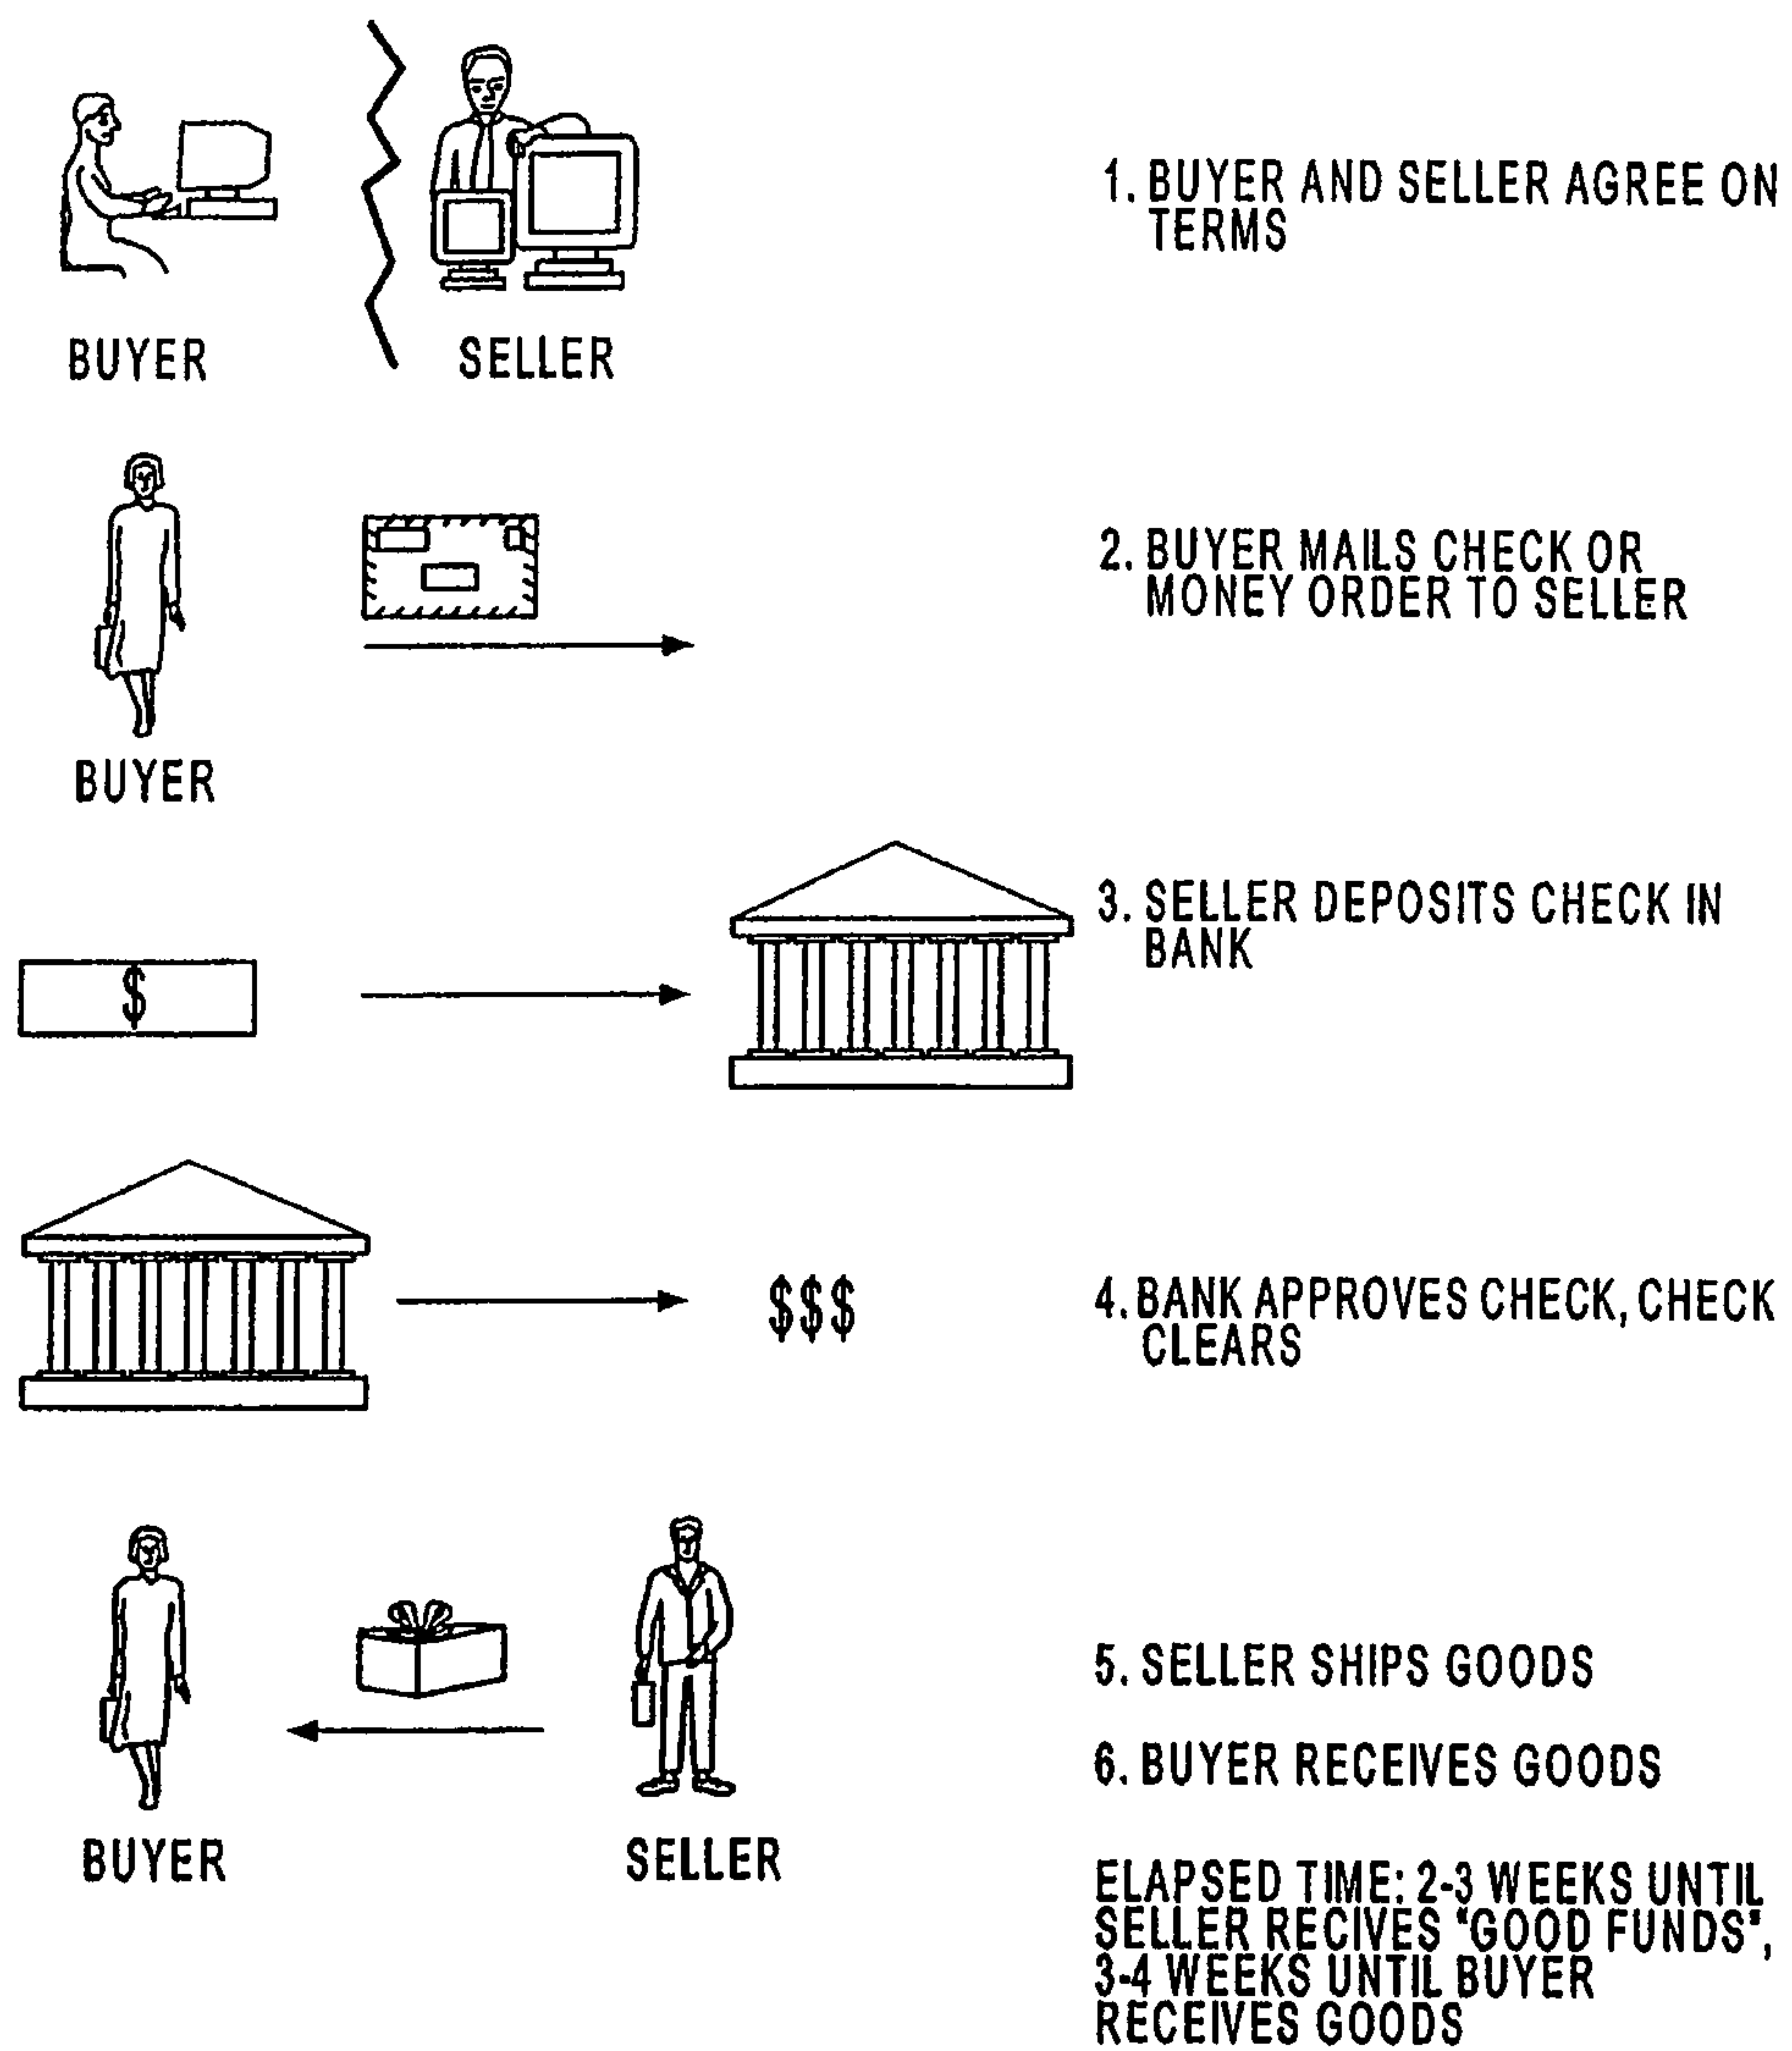 1. BUYER AND SELLER AGREE ON
TERMS
BUYER
SELLER
2. BUYER MAILS CHECK OR
MONEY ORDER TO SELLER
BUYER
3. SELLER DEPOSITS CHECK IN
BANK
$
$$$
4. BANK APPROVES CHECK, CHECK
CLEARS
5. SELLER SHIPS GOODS
6. BUYER RECEIVES GOODS
BUYER
SELLER
ELAPSED TIME: 2-3 WEEKS UNTIL
SELLER RECIVES "GOOD FUNDS",
3-4 WEEKS UNTIL BUYER
RECEIVES GOODS